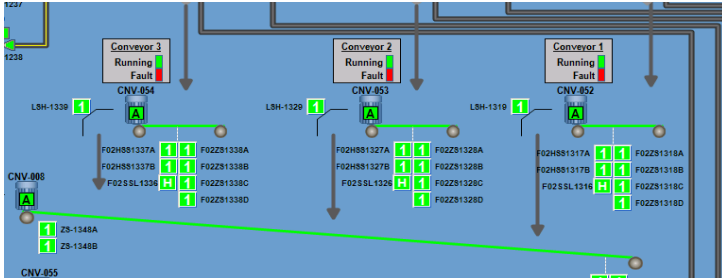 1237
1238
Conveyor 3
Running
Fault
CNV-054
LSH-1339 1
A
F02HSS1337A 1 1 F02ZS1338A
F02HSS1337B 1 1 F02ZS1338B
F02SSL1336 H 1 F02ZS1338C
1 F02ZS1338D
Conveyor 2
Running
Fault
CNV-053
LSH-1329 1
A
F02HSS1327A 1 1 F02ZS1328A
F02HSS1327B 1 1 F02ZS1328B
F02SSL1326 H 1 F02ZS1328C
1 F02ZS1328D
Conveyor 1
Running
Fault
CNV-052
LSH-1319 1
A
F02HSS1317A 1 1 F02ZS1318A
F02HSS1317B 1 1 F02ZS1318B
F02SSL1316 H 1 F02ZS1318C
1 F02ZS1318D
CNV-008
A
1 ZS-1348A
1 ZS-1348B
CNV-055